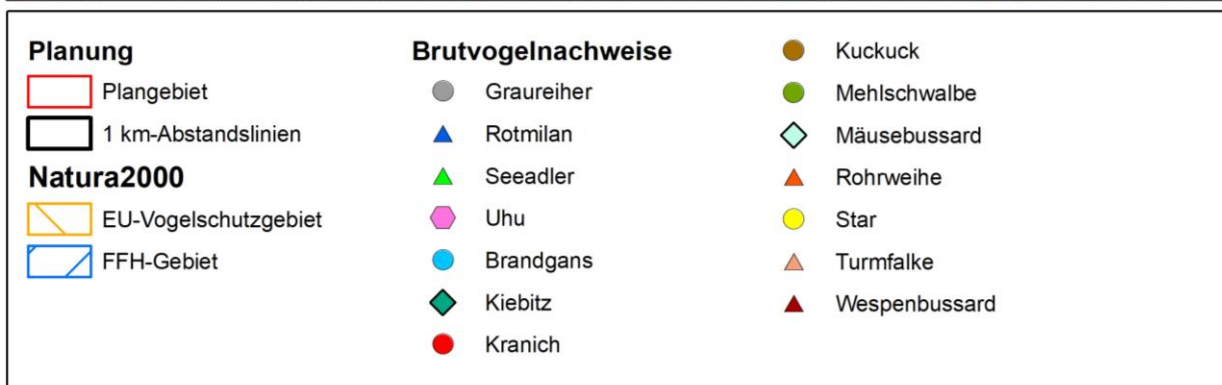 Planung
Plangebiet
1 km-Abstandslinien
Natura2000
EU-Vogelschutzgebiet
FFH-Gebiet
Brutvogelnachweise
Graureiher
Rotmilan
Seeadler
Uhu
Brandgans
Kiebitz
Kranich
Kuckuck
Mehlschwalbe
Mäusebussard
Rohrweihe
Star
Turmfalke
Wespenbussard